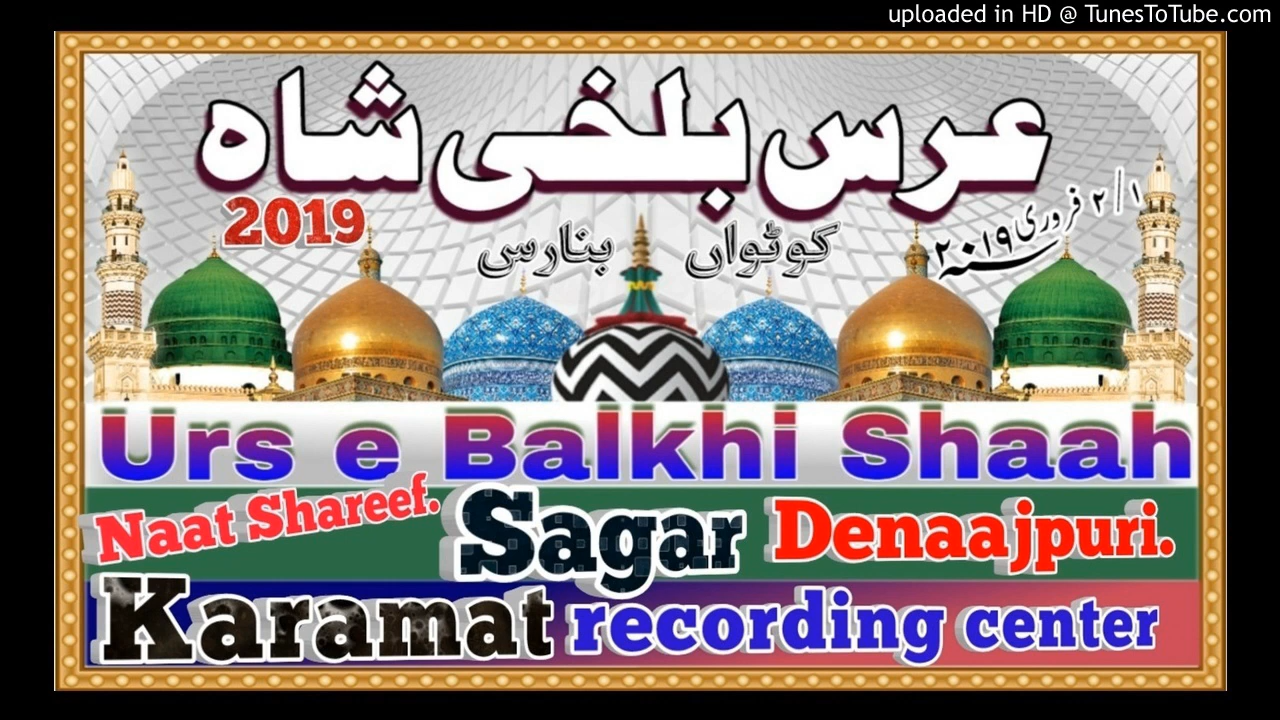 uploaded in HD @ TunesToTube.com
عرس بلخی شاہ
۱/۲ فروری ۲۰۱۹؁
2019
کوٹواں بنارس
Urs e Balkhi Shaah
Naat Shareef. Sagar Denaajpuri.
Karamat recording center